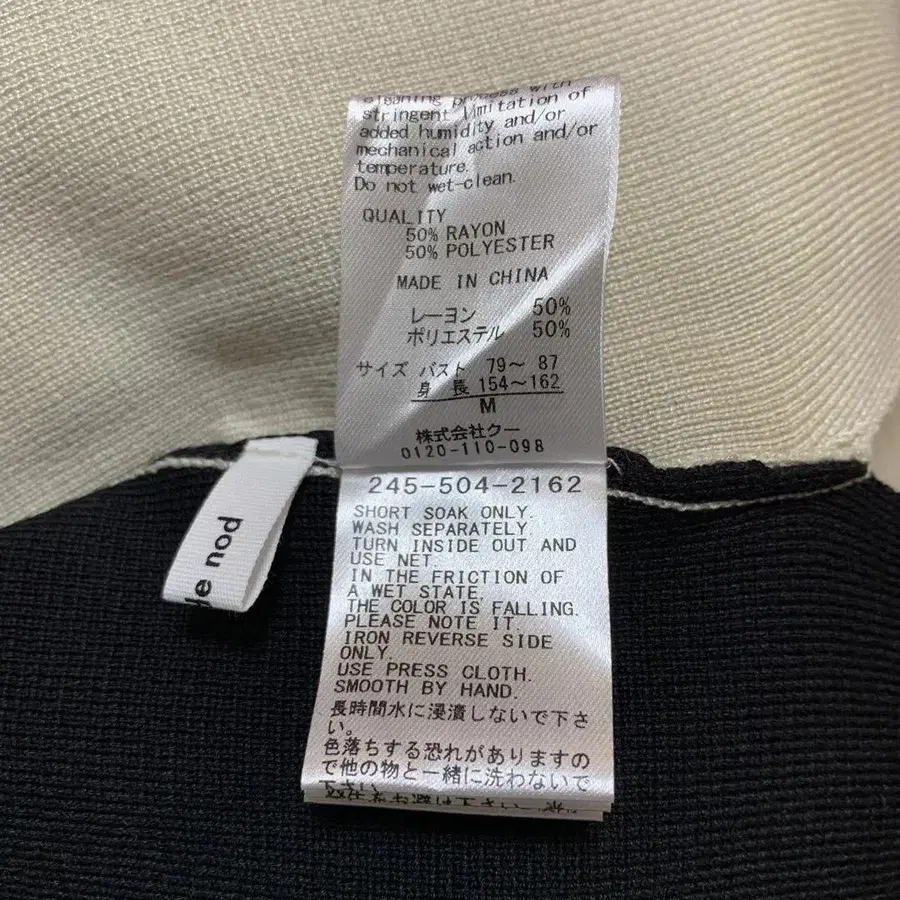 cleaning process with
stringent limitation of
added humidity and/or
mechanical action and/or
temperature.
Do not wet-clean.
QUALITY
50% RAYON
50% POLYESTER
MADE IN CHINA
レーヨン 50%
ポリエステル 50%
サイズ バスト 79～ 87
身 長 154～162
M
株式会社クー
0120-110-098
de nod
245-504-2162
SHORT SOAK ONLY.
WASH SEPARATELY
TURN INSIDE OUT AND
USE NET.
IN THE FRICTION OF
A WET STATE.
THE COLOR IS FALLING.
PLEASE NOTE IT.
IRON REVERSE SIDE
ONLY.
USE PRESS CLOTH.
SMOOTH BY HAND.
長時間水に浸漬しないで下さ
い。
色落ちする恐れがありますの
で他の物と一緒に洗わないで
下さい